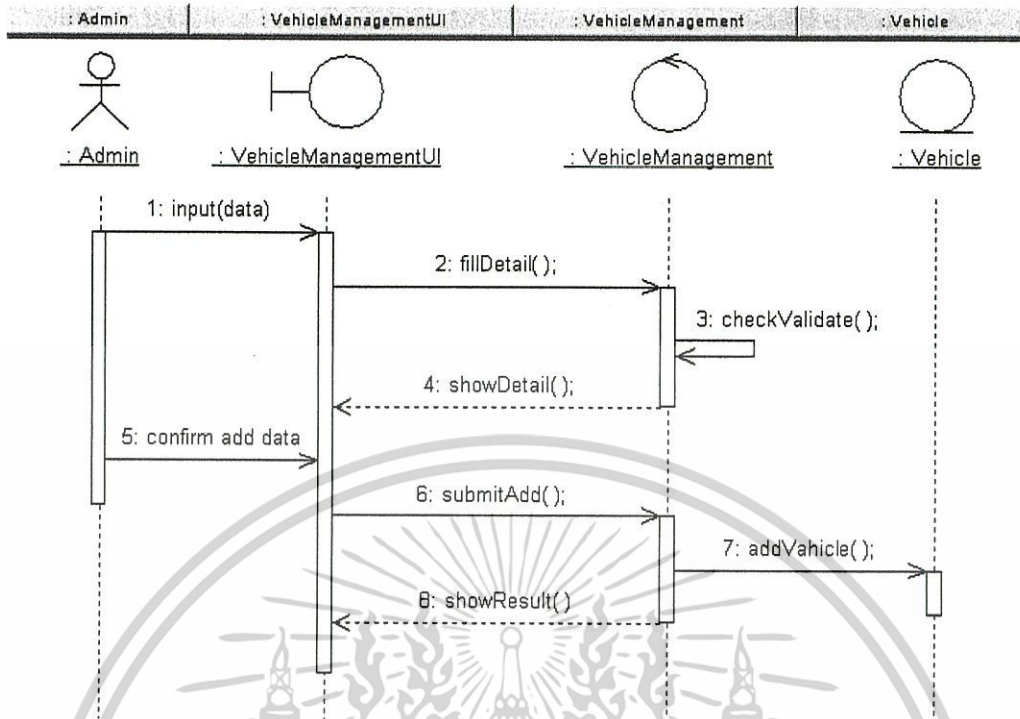 : Admin
: VehicleManagementUI
: VehicleManagement
: Vehicle
: Admin
: VehicleManagementUI
: VehicleManagement
: Vehicle
1: input(data)
2: fillDetail( );
3: checkValidate( );
4: showDetail( );
5: confirm add data
6: submitAdd( );
7: addVahicle( );
8: showResult( )